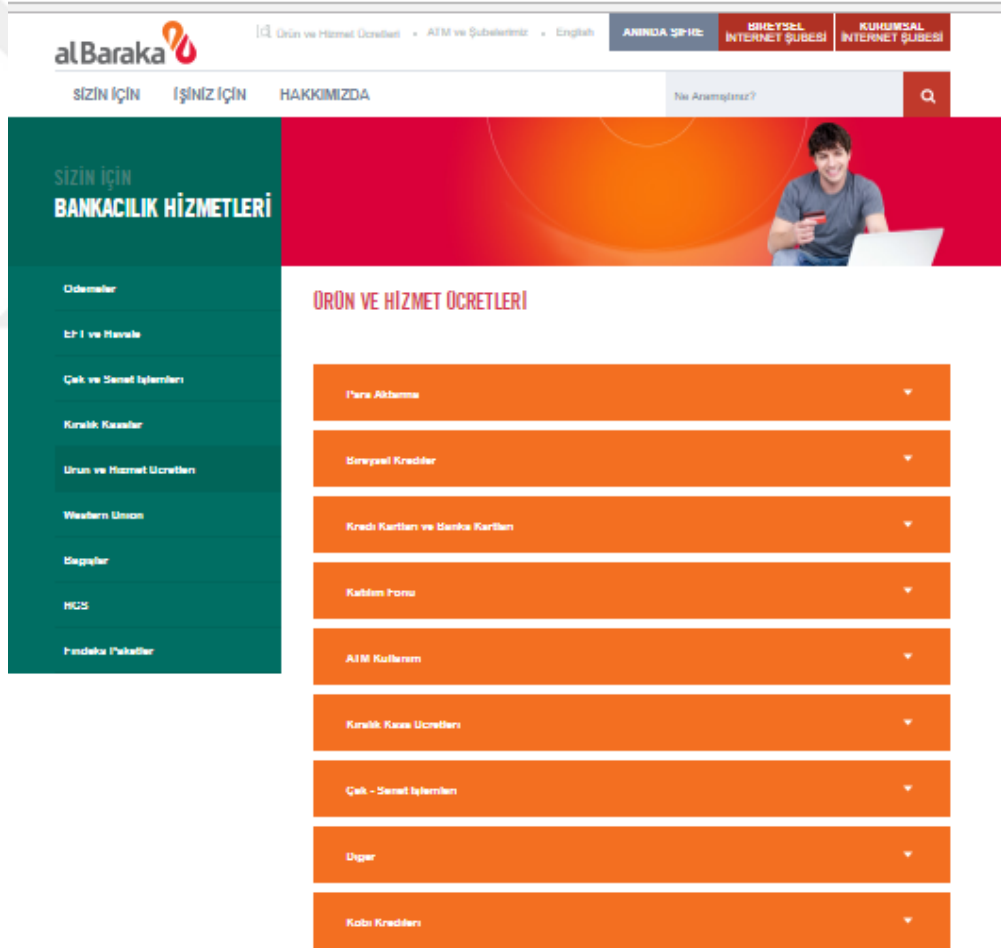 alBaraka
Ürün ve Hizmet Ücretleri • ATM ve Şubelerimiz • English
ANINDA ŞİFRE
BİREYSEL
İNTERNET ŞUBESİ
KURUMSAL
İNTERNET ŞUBESİ
SİZİN İÇİN İŞİNİZ İÇİN HAKKIMIZDA
Ne Aramıştınız?
SİZİN İÇİN
BANKACILIK HİZMETLERİ
Ödemeler
EFT ve Havale
Çek ve Senet İşlemleri
Kiralık Kasalar
Ürün ve Hizmet Ücretleri
Western Union
Bağışlar
HGS
Findeks Paketler
ÜRÜN VE HİZMET ÜCRETLERİ
Para Aktarma
Bireysel Krediler
Kredi Kartları ve Banka Kartları
Katılım Fonu
ATM Kullanım
Kiralık Kasa Ücretleri
Çek - Senet İşlemleri
Diğer
Kobi Kredileri